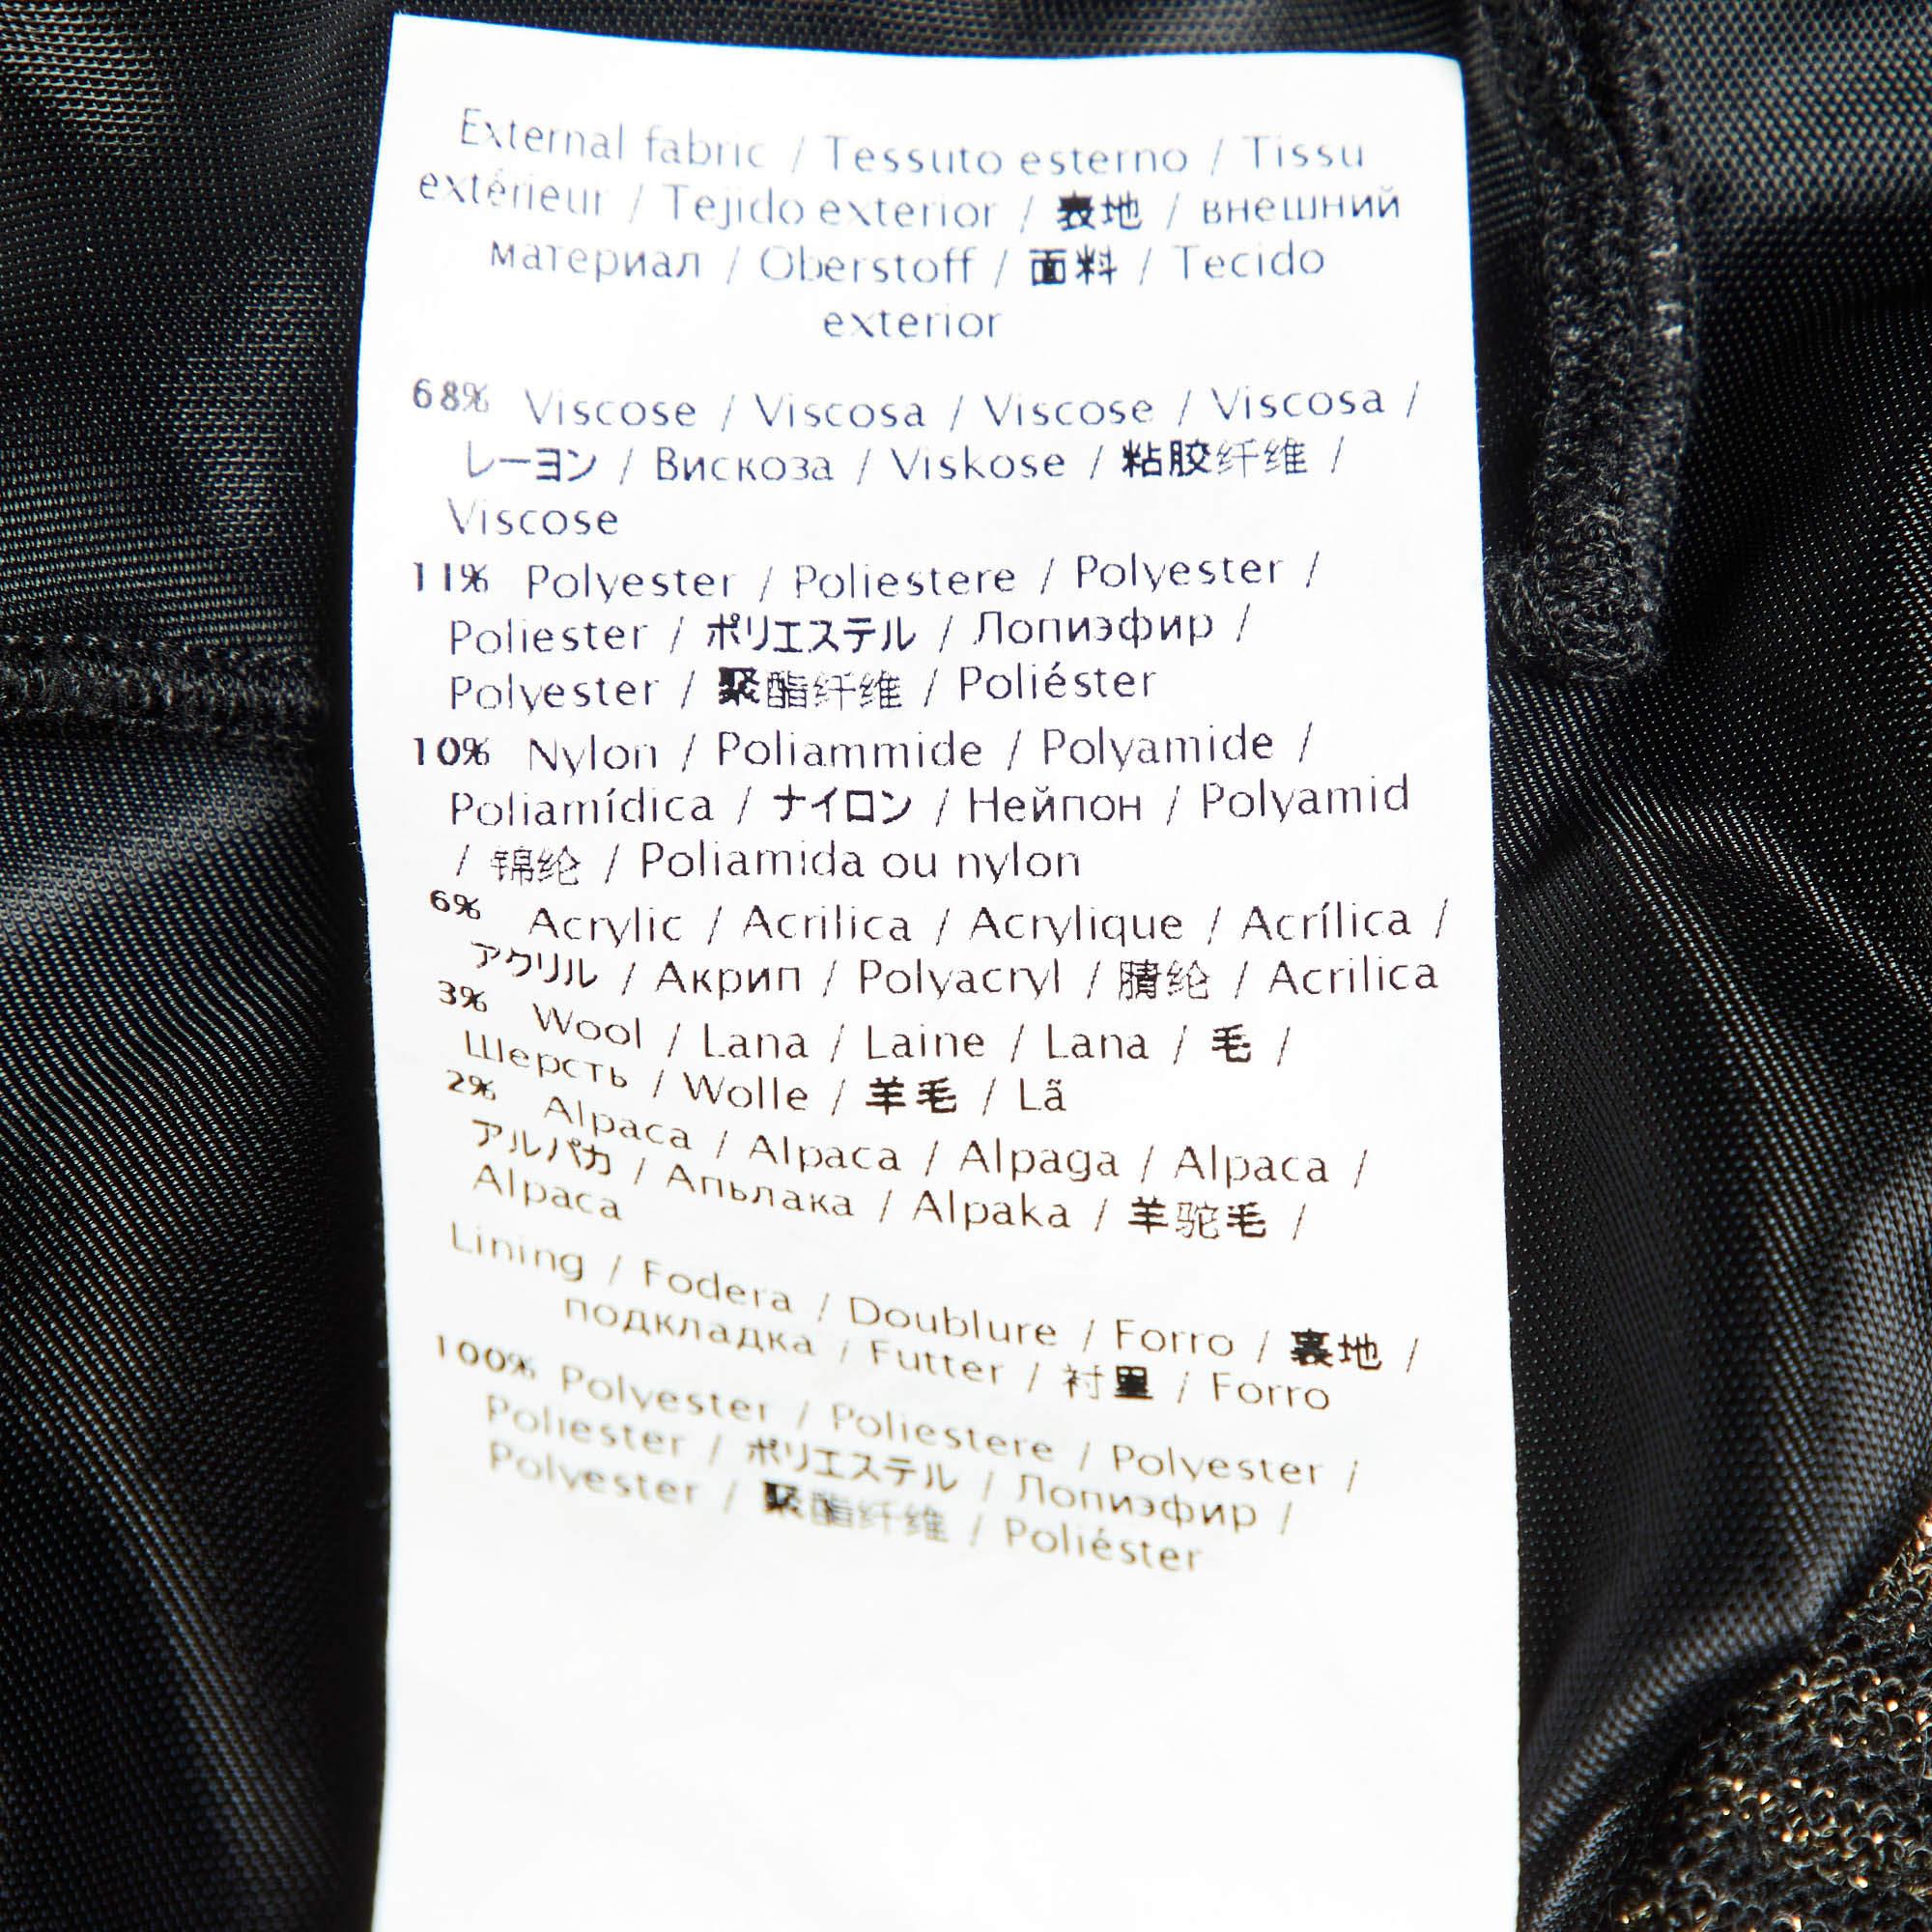 External fabric / Tessuto esterno / Tissu
extérieur / Tejido exterior / 表地 / внешний
материал / Oberstoff / 面料 / Tecido
exterior
68% Viscose / Viscosa / Viscose / Viscosa /
レーヨン / Вискоза / Viskose / 粘胶纤维 /
Viscose
11% Polyester / Poliestere / Polyester /
Poliester / ポリエステル / Лопиэфир /
Polyester / 聚酯纤维 / Poliéster
10% Nylon / Poliammide / Polyamide /
Poliamídica / ナイロン / Нейпон / Polyamid
/ 锦纶 / Poliamida ou nylon
6% Acrylic / Acrilica / Acrylique / Acrílica /
アクリル / Акрип / Polyacryl / 腈纶 / Acrilica
3% Wool / Lana / Laine / Lana / 毛 /
Шерсть / Wolle / 羊毛 / Lã
2% Alpaca / Alpaca / Alpaga / Alpaca /
アルパカ / Апьлака / Alpaka / 羊驼毛 /
Alpaca
Lining / Fodera / Doublure / Forro / 裏地 /
подкладка / Futter / 衬里 / Forro
100% Polyester / Poliestere / Polyester /
Poliester / ポリエステル / Лопиэфир /
Polyester / 聚酯纤维 / Poliéster